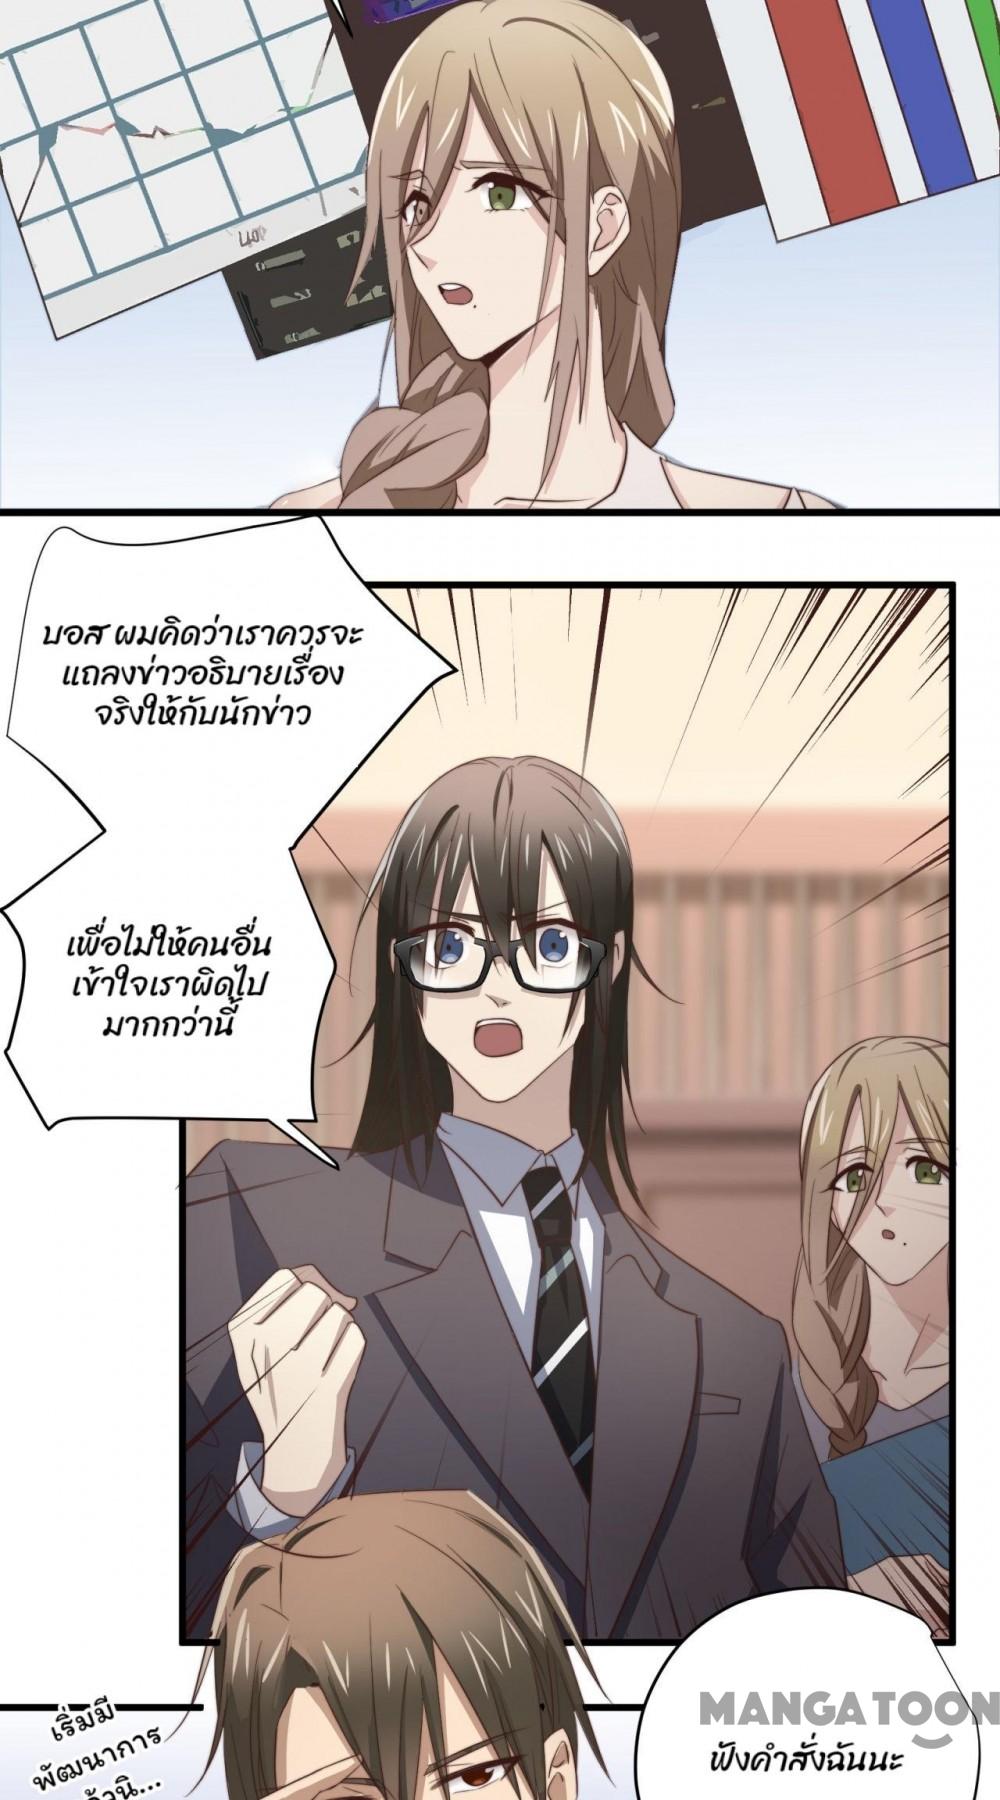 บอส ผมคิดว่าเราควรจะ
แถลงข่าวอธิบายเรื่อง
จริงให้กับนักข่าว
เพื่อไม่ให้คนอื่น
เข้าใจเราผิดไป
มากกว่านี้
MANGATOON
ฟังคำสั่งฉันนะ
เริ่มมี
พัฒนาการ